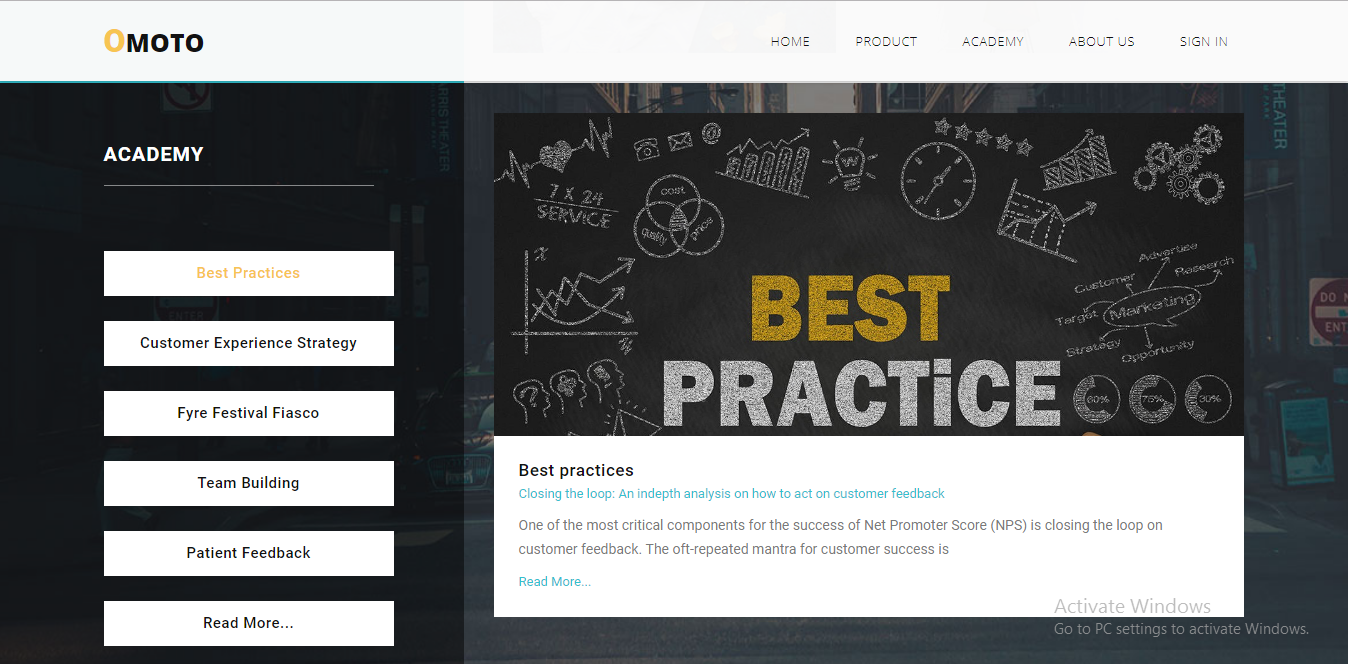 OMOTO
HOME PRODUCT ACADEMY ABOUT US SIGN IN
ACADEMY
Best Practices
Customer Experience Strategy
Fyre Festival Fiasco
Team Building
Patient Feedback
Read More...
7 X 24
SERVICE
cost
quality
price
Advertise
Customer
Research
Target
Marketing
Strategy
Opportunity
60% 75% 30%
BEST
PRACTiCE
Best practices
Closing the loop: An indepth analysis on how to act on customer feedback
One of the most critical components for the success of Net Promoter Score (NPS) is closing the loop on
customer feedback. The oft-repeated mantra for customer success is
Read More...
THEATER
ENTER
Activate Windows
Go to PC settings to activate Windows.